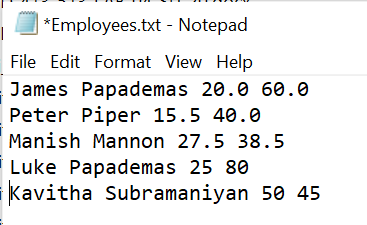 *Employees.txt - Notepad
File Edit Format View Help
James Papademas 20.0 60.0
Peter Piper 15.5 40.0
Manish Mannon 27.5 38.5
Luke Papademas 25 80
Kavitha Subramaniyan 50 45